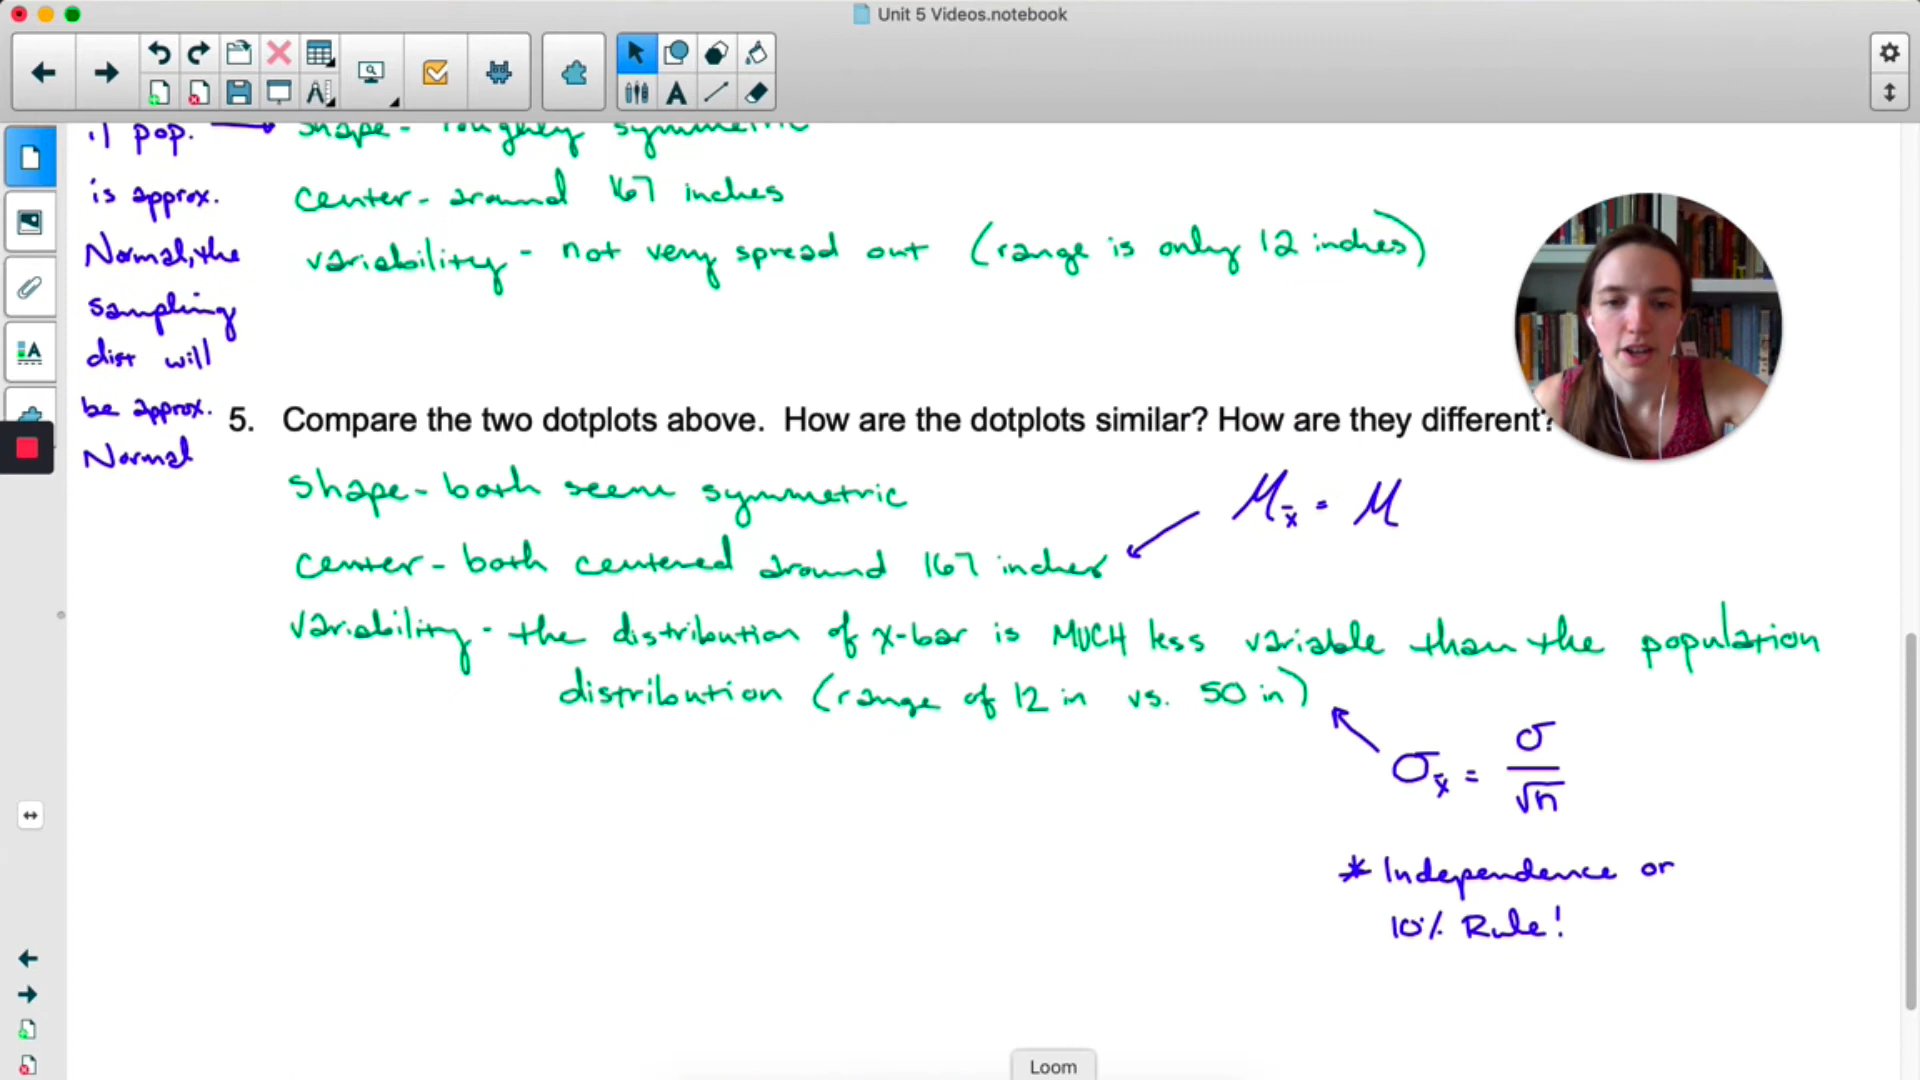 Unit 5 Videos.notebook
if pop.
is approx.
Normal, the
sampling
dist will
be approx.
Normal
shape - roughly symmetric
center - around 167 inches
variability - not very spread out (range is only 12 inches)
5. Compare the two dotplots above. How are the dotplots similar? How are they different?
shape - both seem symmetric
center - both centered around 167 inches
μx̄ = μ
variability - the distribution of x-bar is MUCH less variable than the population
distribution (range of 12 in vs. 50 in)
σx̄ = σ/√n
* Independence or
10% Rule!
Loom